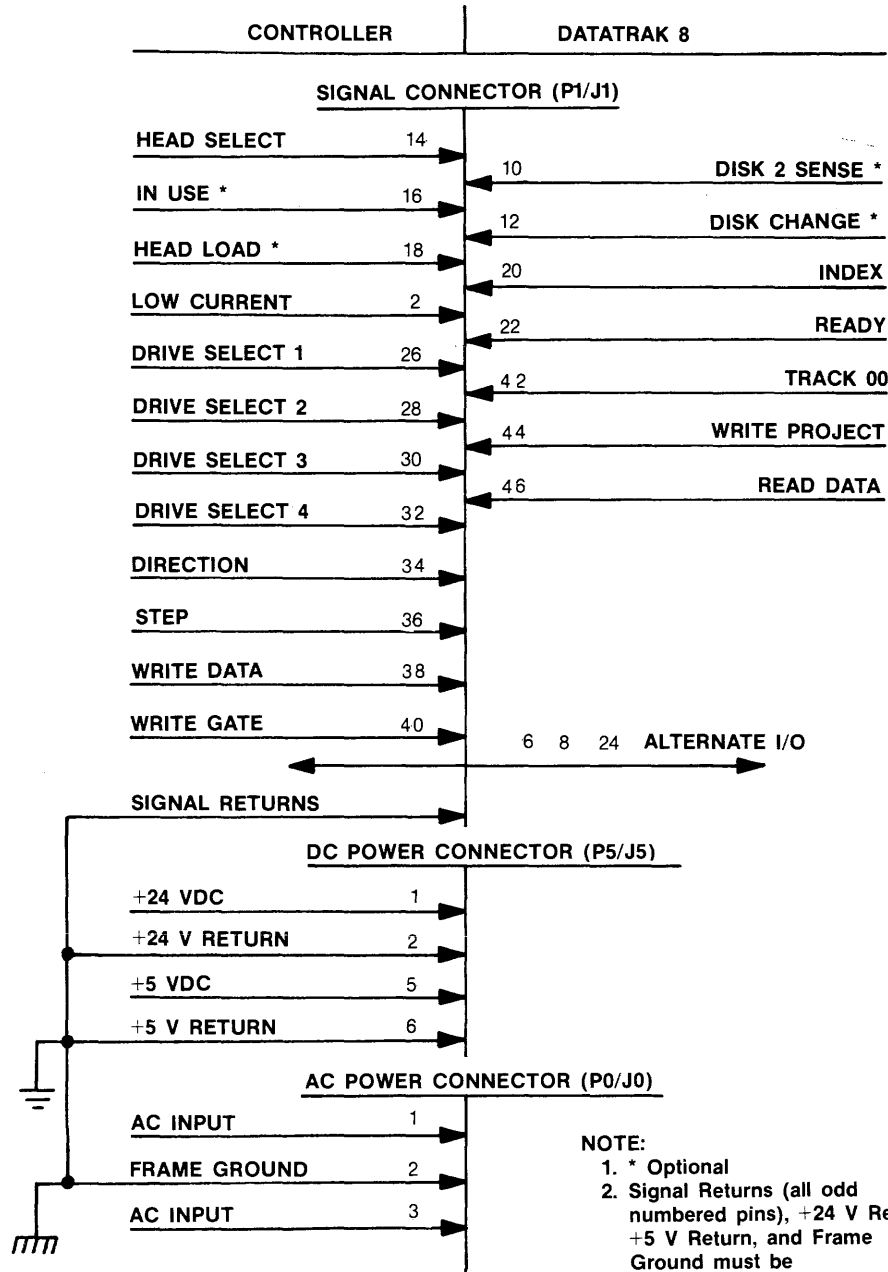 CONTROLLER
DATATRAK 8
SIGNAL CONNECTOR (P1/J1)
HEAD SELECT 14
10 DISK 2 SENSE *
IN USE * 16
12 DISK CHANGE *
HEAD LOAD * 18
20 INDEX
LOW CURRENT 2
22 READY
DRIVE SELECT 1 26
42 TRACK 00
DRIVE SELECT 2 28
44 WRITE PROJECT
DRIVE SELECT 3 30
46 READ DATA
DRIVE SELECT 4 32
DIRECTION 34
STEP 36
WRITE DATA 38
WRITE GATE 40
6 8 24 ALTERNATE I/O
SIGNAL RETURNS
DC POWER CONNECTOR (P5/J5)
+24 VDC 1
+24 V RETURN 2
+5 VDC 5
+5 V RETURN 6
AC POWER CONNECTOR (P0/J0)
AC INPUT 1
FRAME GROUND 2
AC INPUT 3
NOTE:
1. * Optional
2. Signal Returns (all odd
numbered pins), +24 V Re
+5 V Return, and Frame
Ground must be